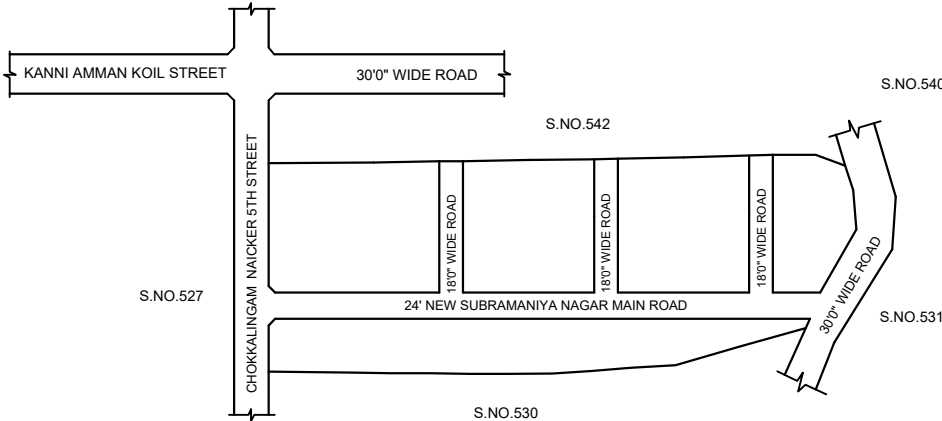 KANNI AMMAN KOIL STREET
30'0" WIDE ROAD
S.NO.540
S.NO.542
CHOKKALINGAM NAICKER 5TH STREET
18'0" WIDE ROAD
18'0" WIDE ROAD
18'0" WIDE ROAD
30'0" WIDE ROAD
S.NO.527
24' NEW SUBRAMANIYA NAGAR MAIN ROAD
S.NO.531
S.NO.530